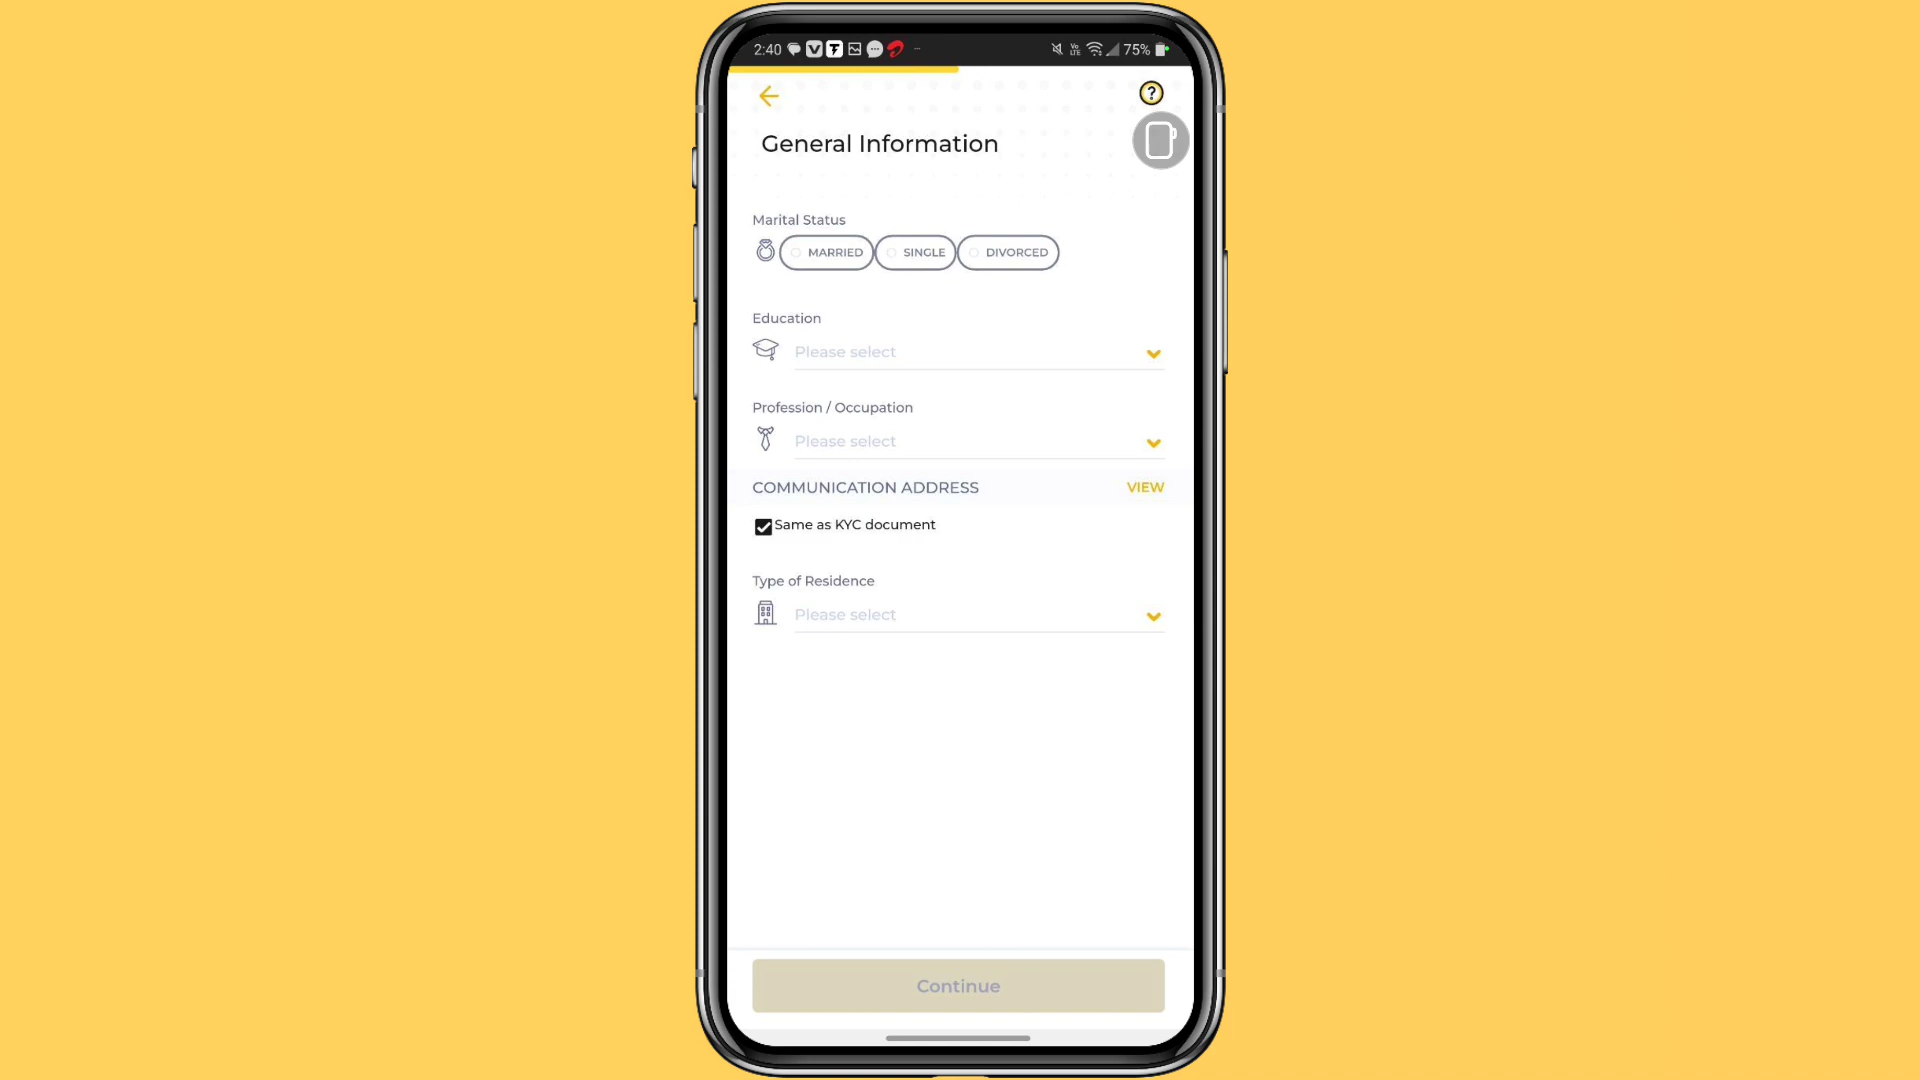 2:40
75%
?
General Information
Marital Status
MARRIED SINGLE DIVORCED
Education
Please select
Profession / Occupation
Please select
COMMUNICATION ADDRESS VIEW
Same as KYC document
Type of Residence
Please select
Continue